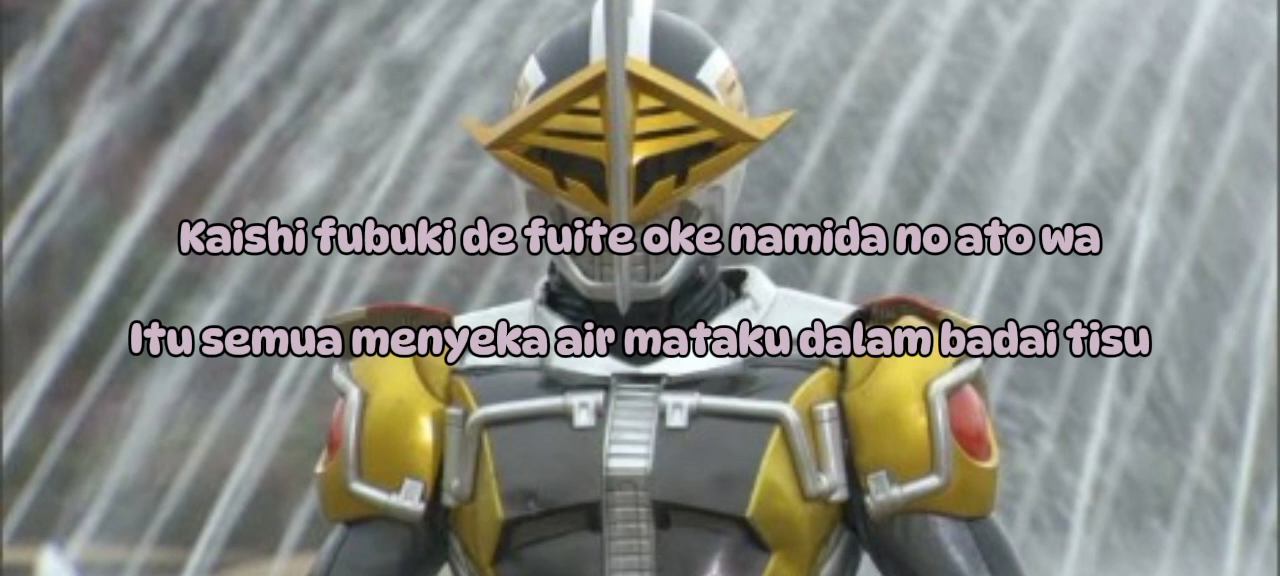 Kaishi fubuki de fuite oke namida no ato wa
Itu semua menyeka air mataku dalam badai tisu